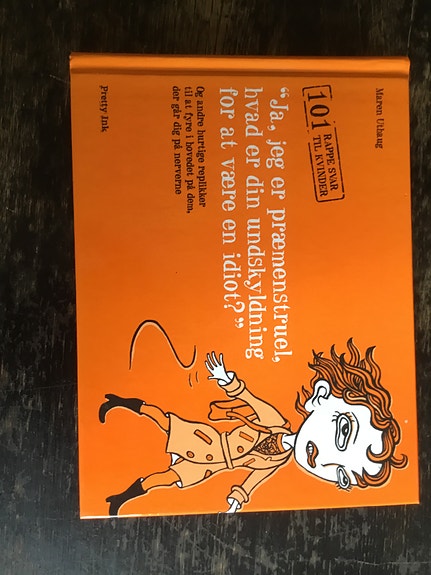 Maren Uthaug
101 RAPPE SVAR
TIL KVINDER
“Ja, jeg er præmenstruel,
hvad er din undskyldning
for at være en idiot?”
Og andre hurtige replikker
til at fyre i hovedet på dem,
der går dig på nerverne
Pretty Ink